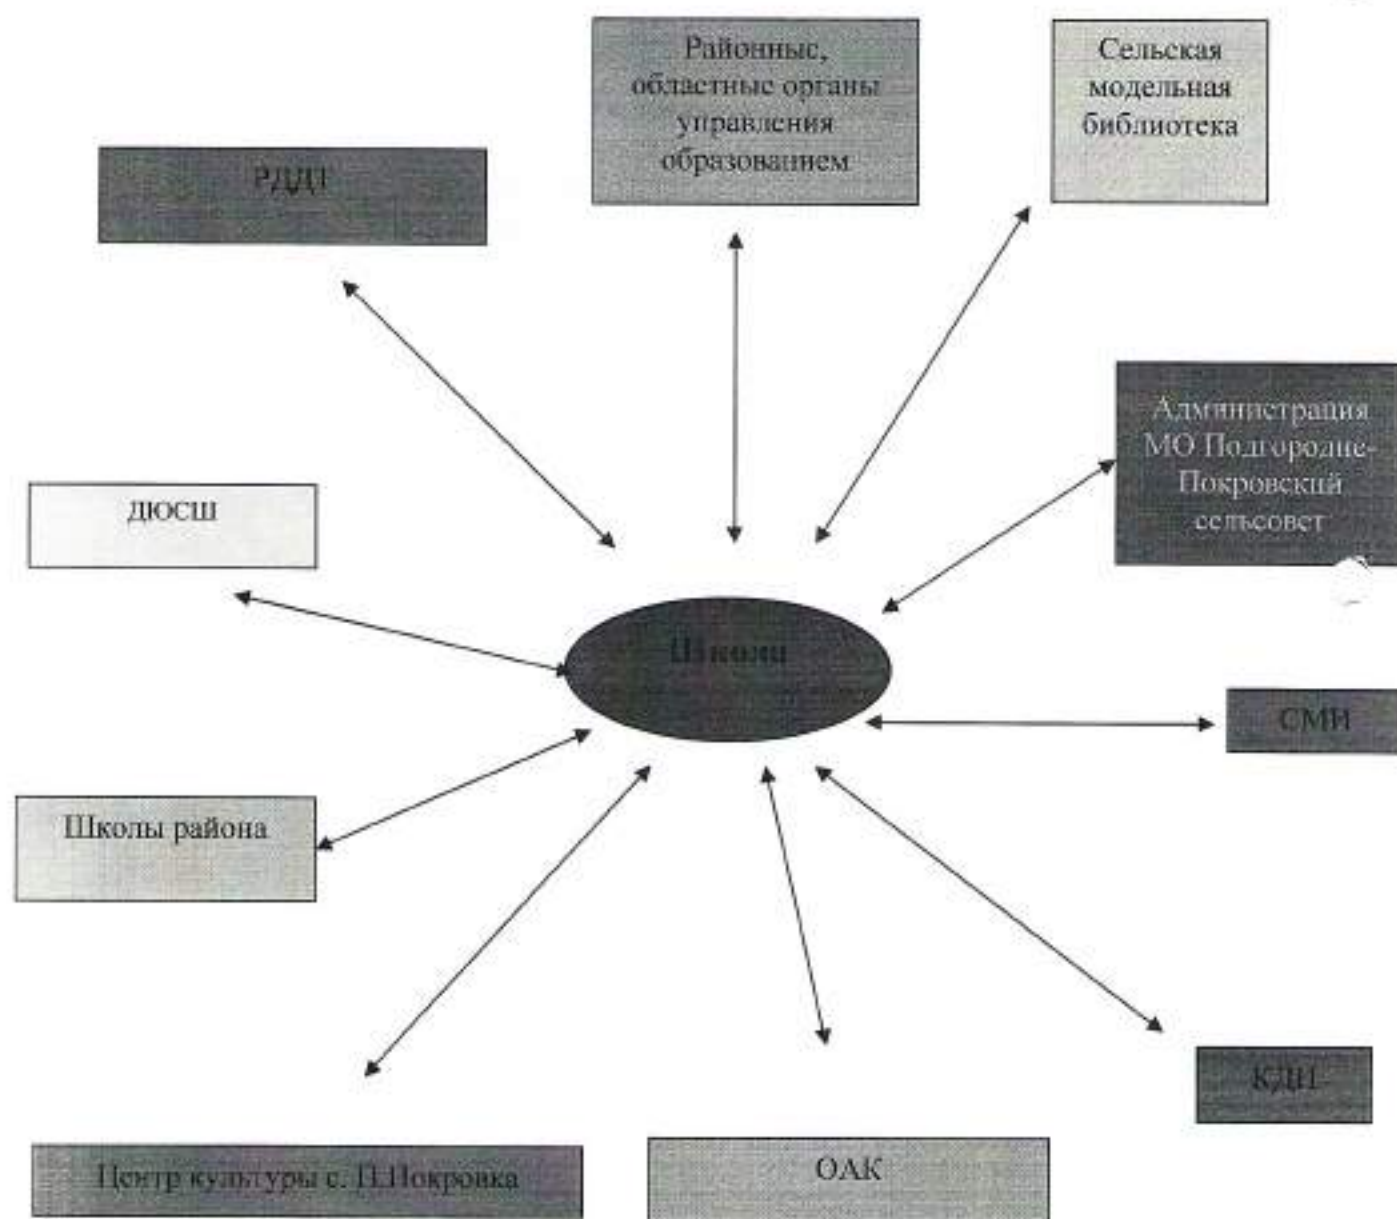 Районные,
областные органы
управления
образованием
Сельская
модельная
библиотека
РДДТ
Администрация
МО Подгородне-
Покровский
сельсовет
ДЮСШ
Школа
СМИ
Школы района
КДН
Центр культуры с. П.Покровка
ОАК